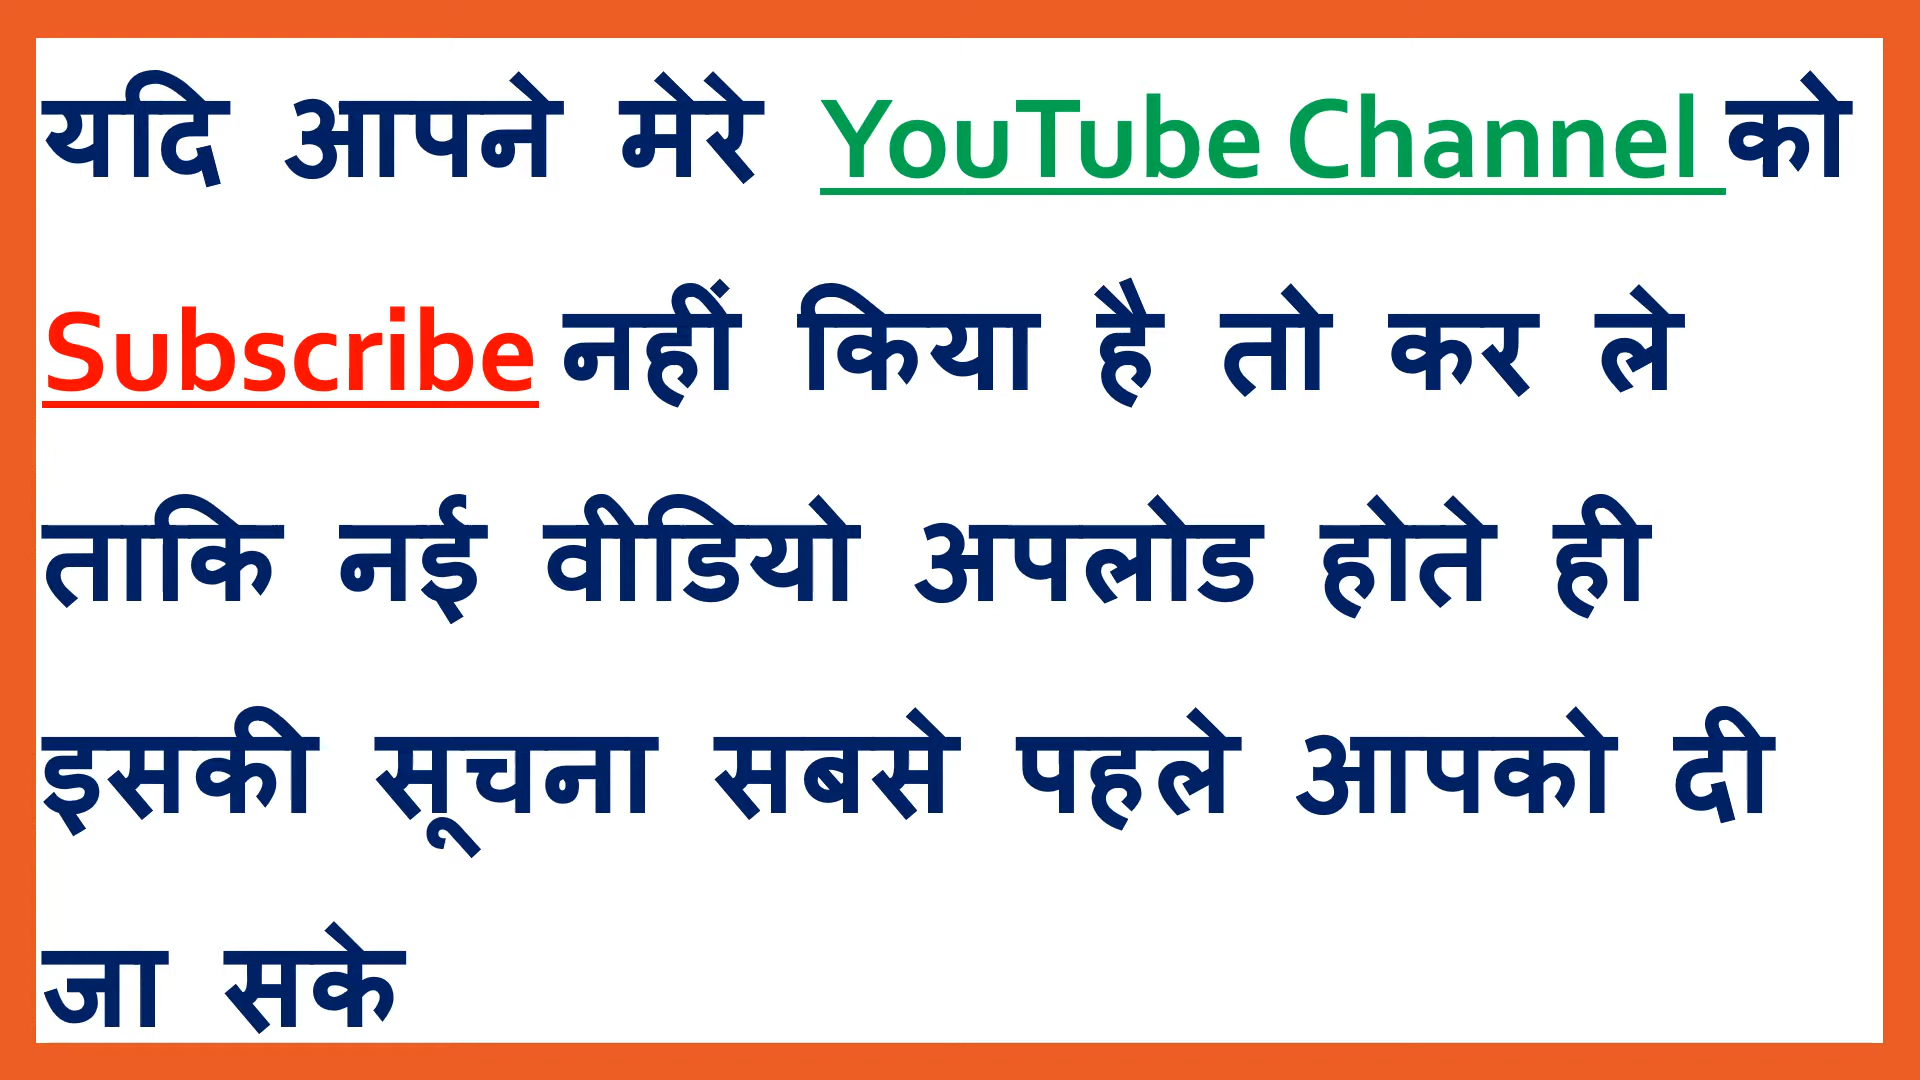 यदि आपने मेरे YouTube Channel को
Subscribe नहीं किया है तो कर ले
ताकि नई वीडियो अपलोड होते ही
इसकी सूचना सबसे पहले आपको दी
जा सके